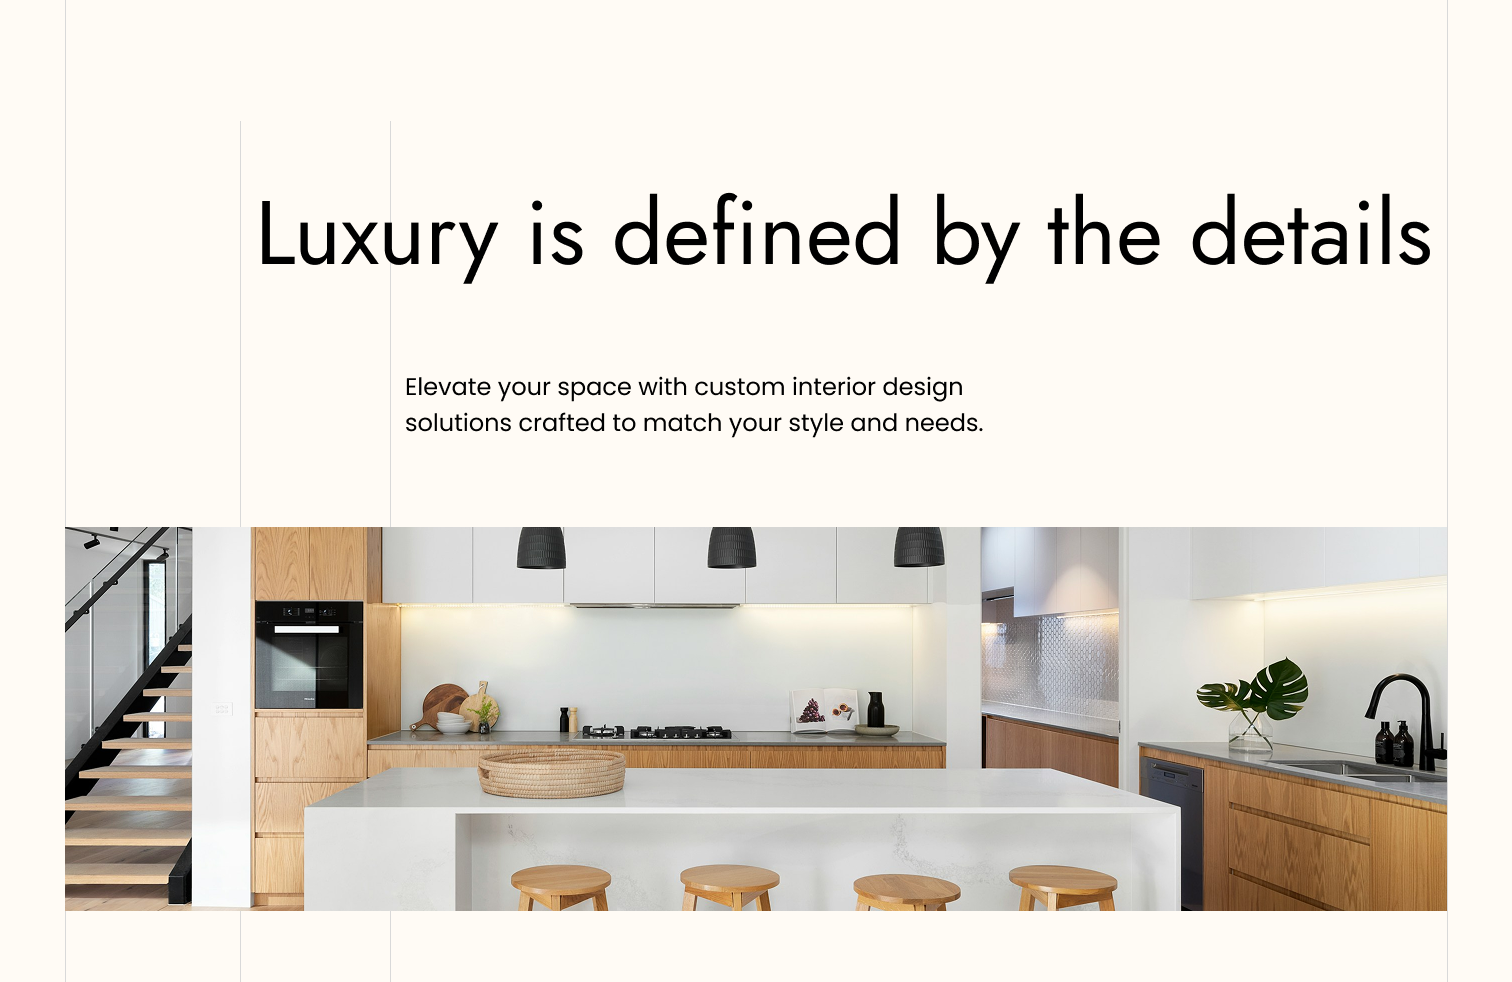 Luxury is defined by the details
Elevate your space with custom interior design
solutions crafted to match your style and needs.